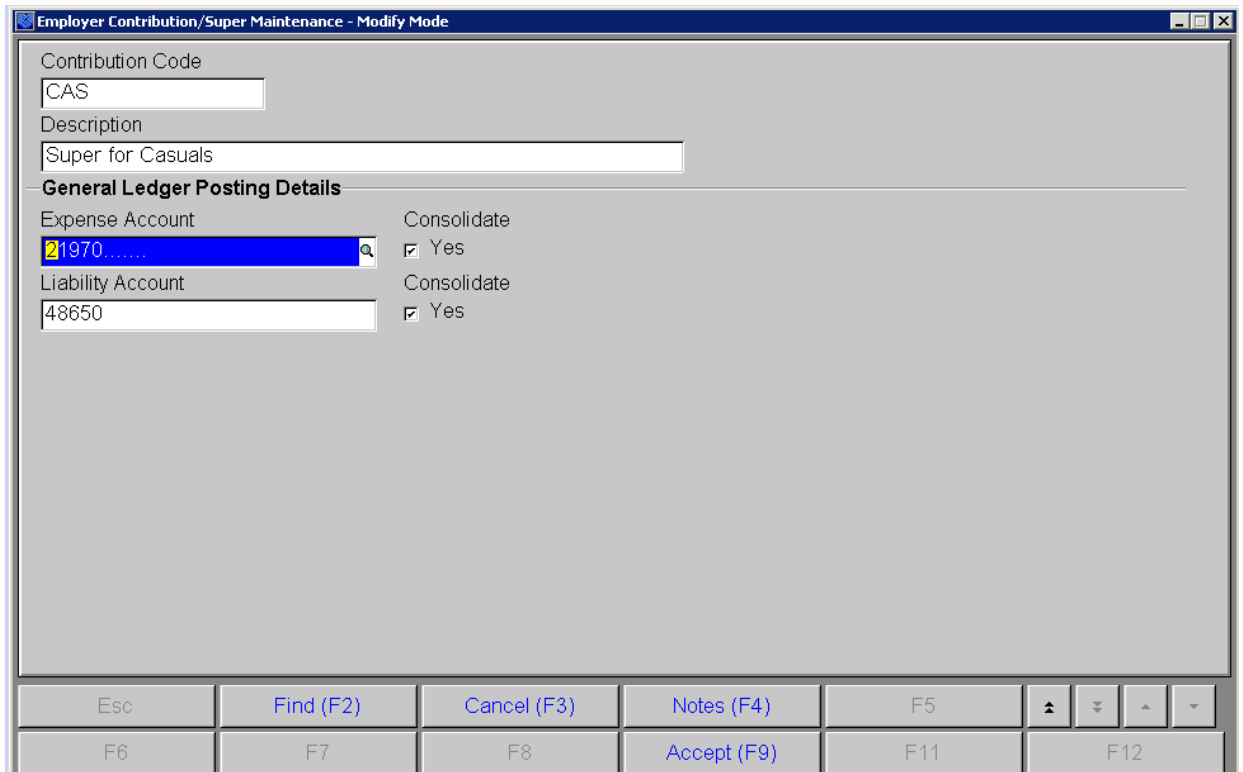 Employer Contribution/Super Maintenance - Modify Mode
Contribution Code
CAS
Description
Super for Casuals
General Ledger Posting Details
Expense Account Consolidate
21970....... Yes
Liability Account Consolidate
48650 Yes
Esc Find (F2) Cancel (F3) Notes (F4) F5
F6 F7 F8 Accept (F9) F11 F12